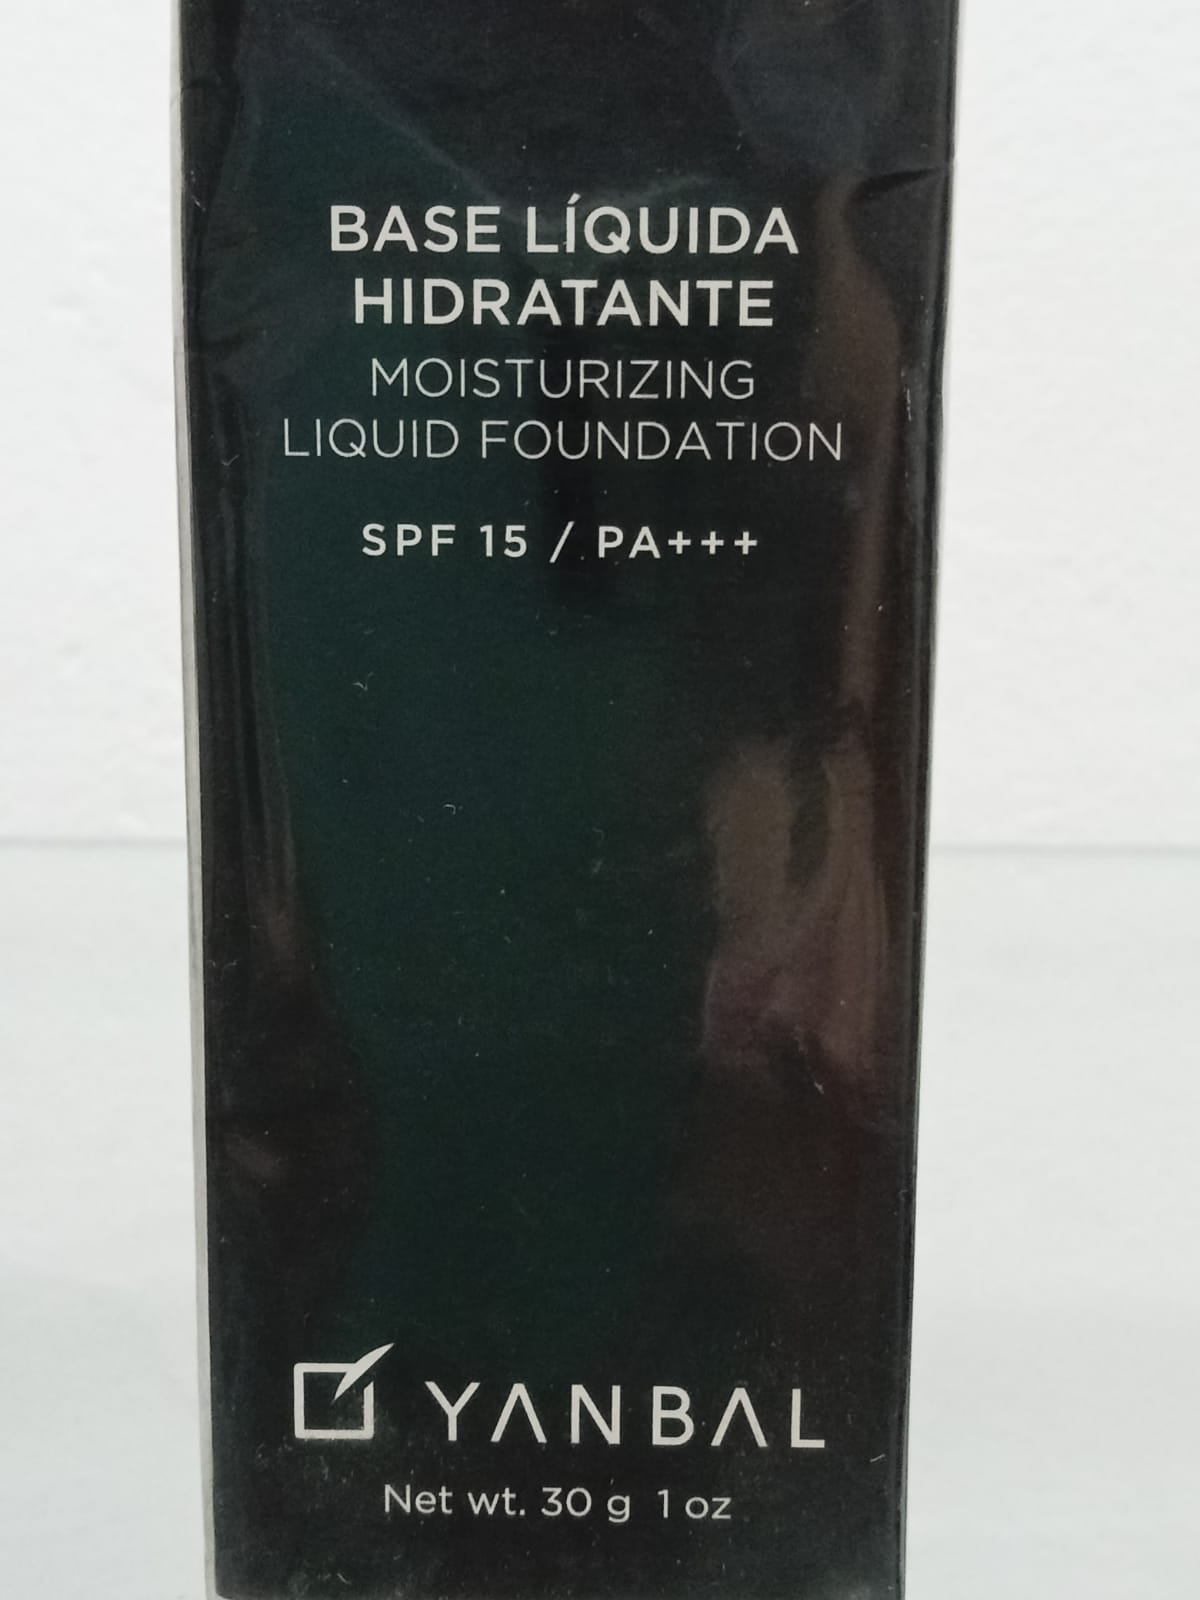 BASE LÍQUIDA
HIDRATANTE
MOISTURIZING
LIQUID FOUNDATION
SPF 15 / PA+++
YANBAL
Net wt. 30 g 1 oz